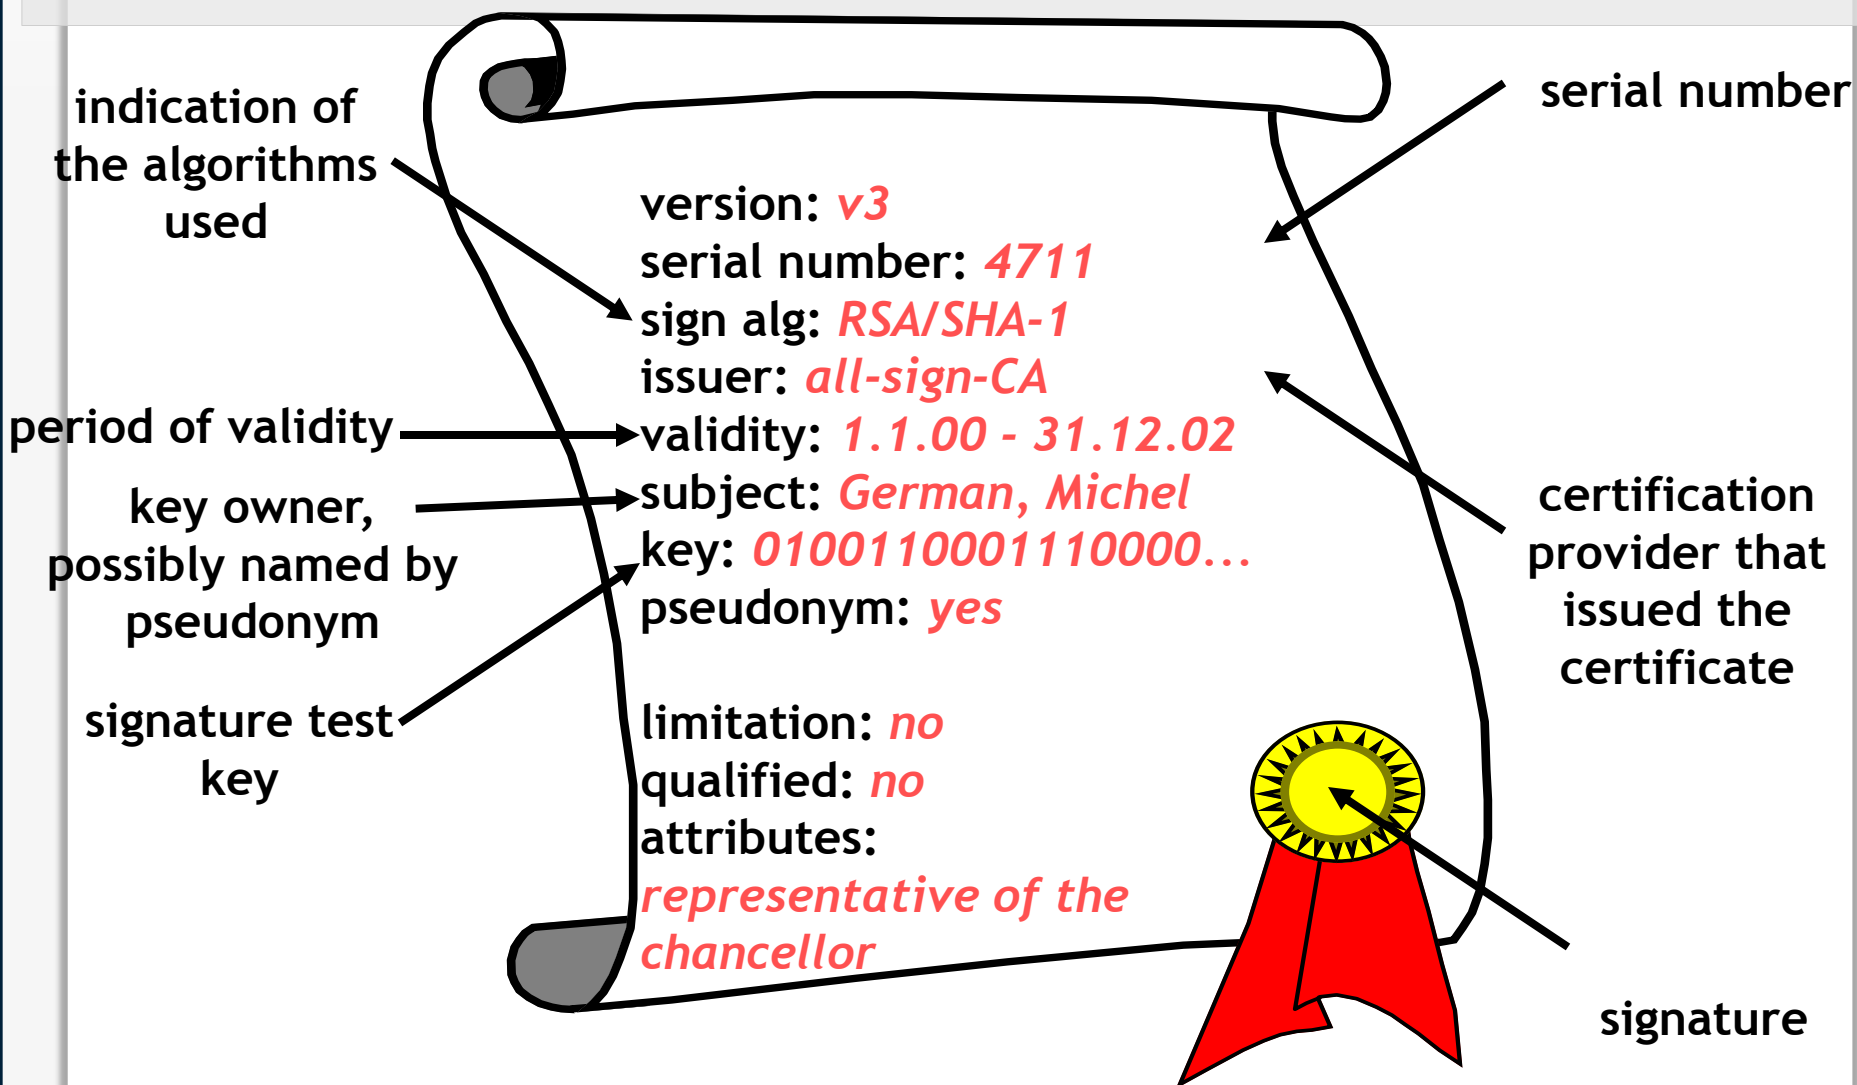 indication of
the algorithms
used
period of validity
key owner,
possibly named by
pseudonym
signature test
key
version: v3
serial number: 4711
sign alg: RSA/SHA-1
issuer: all-sign-CA
validity: 1.1.00 - 31.12.02
subject: German, Michel
key: 0100110001110000...
pseudonym: yes
limitation: no
qualified: no
attributes:
representative of the
chancellor
serial number
certification
provider that
issued the
certificate
signature